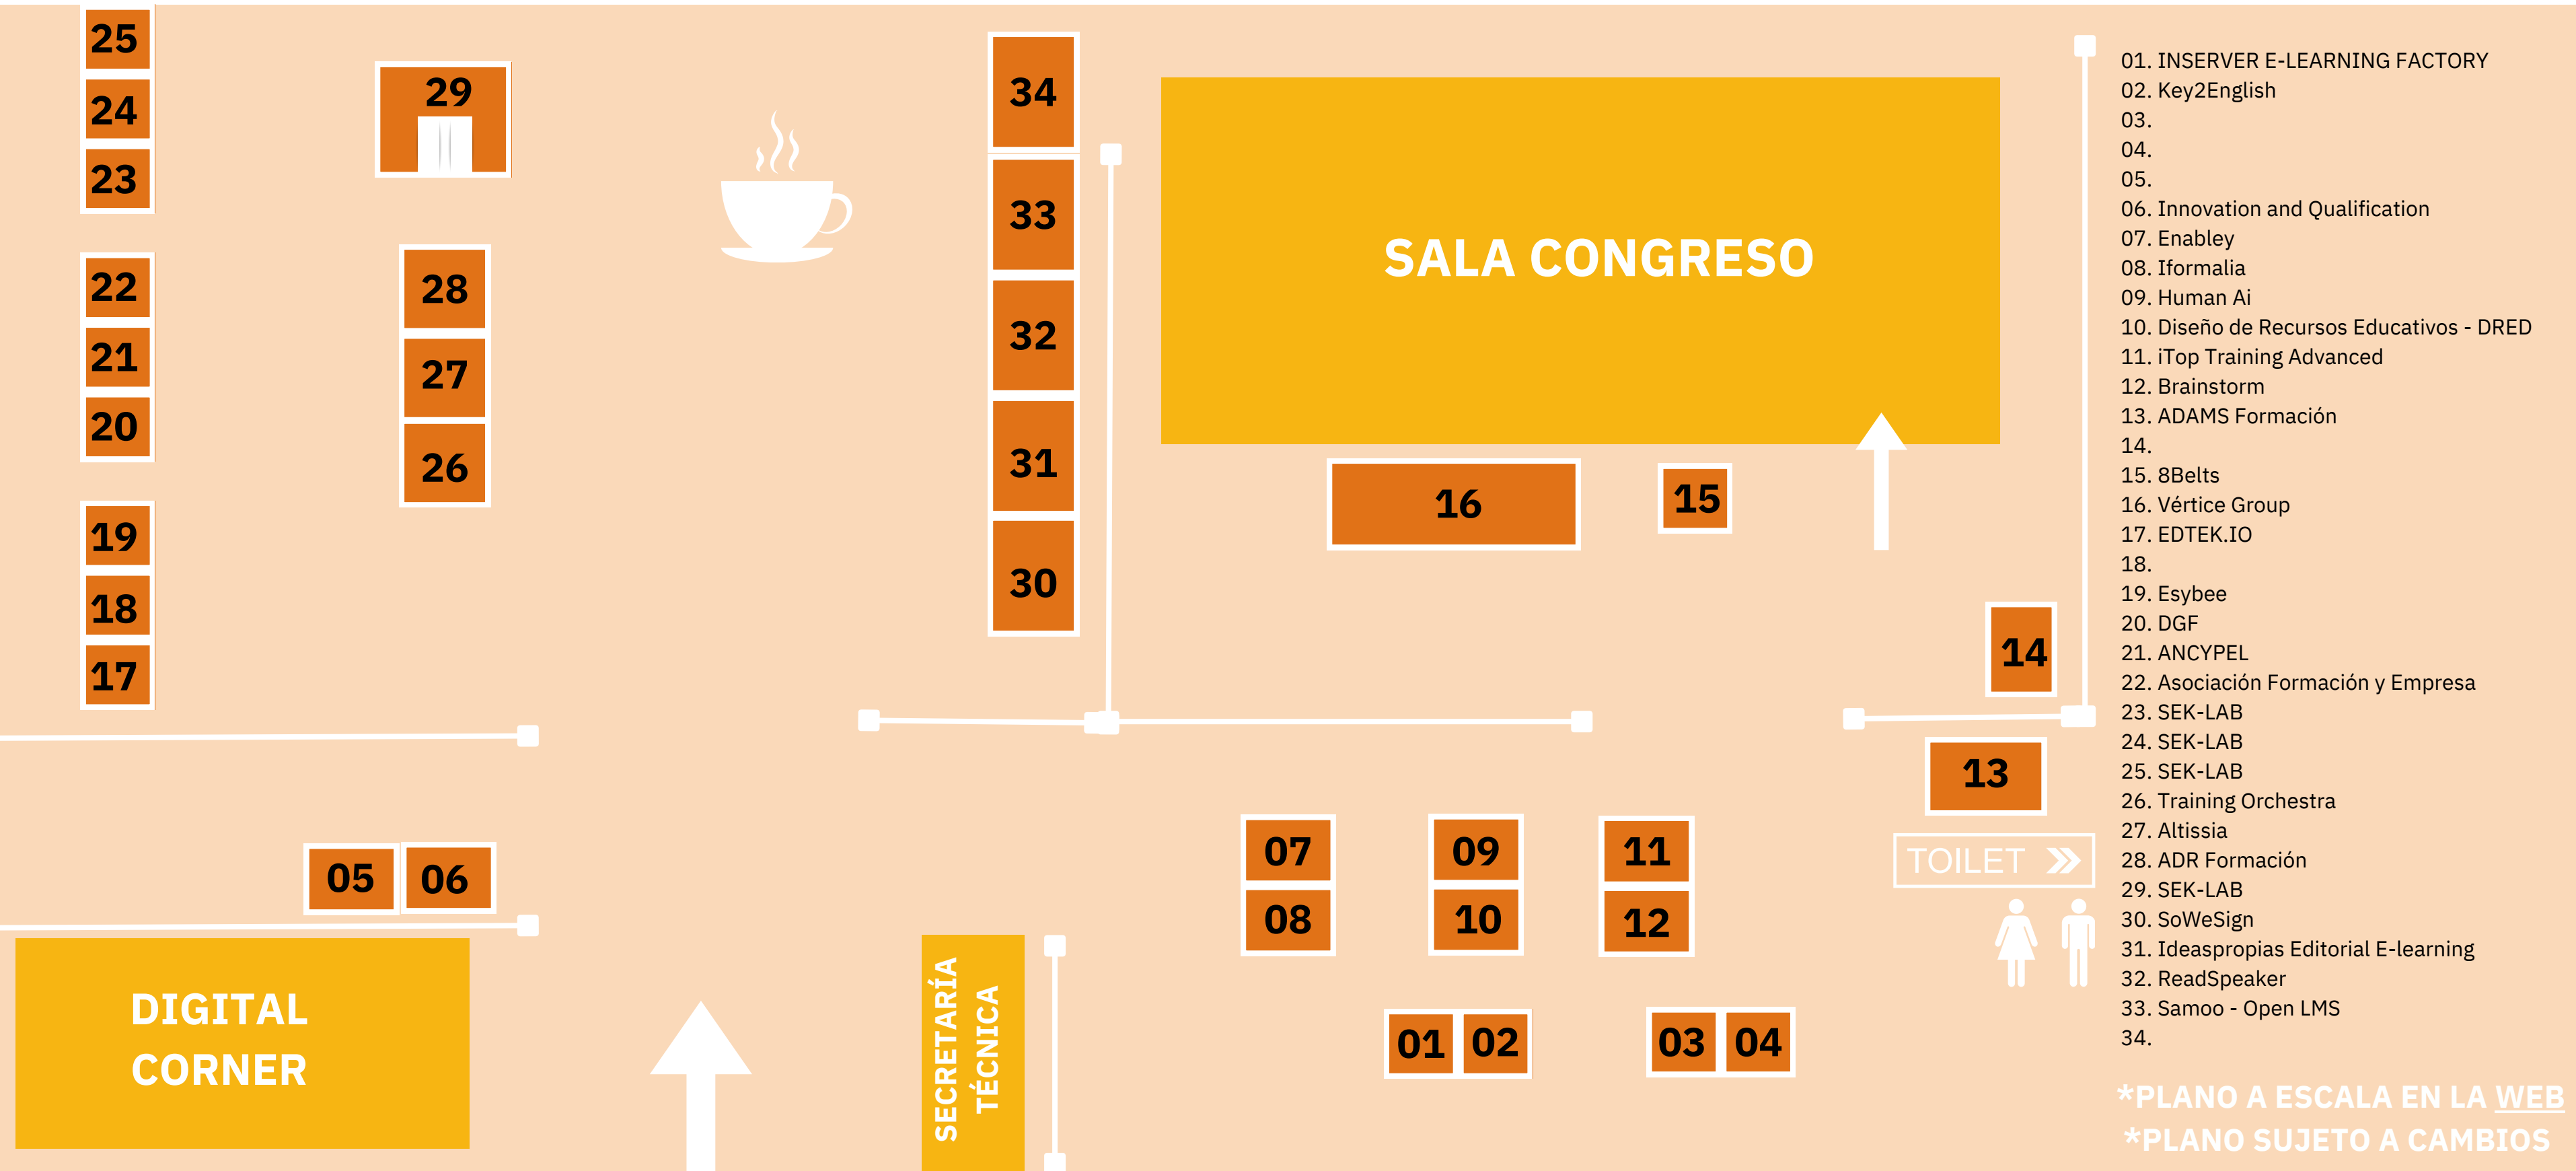 25
24
23
22
21
20
19
18
17
29
28
27
26
34
33
32
31
30
SALA CONGRESO
16
15
14
13
05
06
07
08
09
10
11
12
01
02
03
04
TOILET
DIGITAL
CORNER
SECRETARÍA
TÉCNICA
01. INSERVER E-LEARNING FACTORY
02. Key2English
03.
04.
05.
06. Innovation and Qualification
07. Enabley
08. Iformalia
09. Human Ai
10. Diseño de Recursos Educativos - DRED
11. iTop Training Advanced
12. Brainstorm
13. ADAMS Formación
14.
15. 8Belts
16. Vértice Group
17. EDTEK.IO
18.
19. Esybee
20. DGF
21. ANCYPEL
22. Asociación Formación y Empresa
23. SEK-LAB
24. SEK-LAB
25. SEK-LAB
26. Training Orchestra
27. Altissia
28. ADR Formación
29. SEK-LAB
30. SoWeSign
31. Ideaspropias Editorial E-learning
32. ReadSpeaker
33. Samoo - Open LMS
34.
*PLANO A ESCALA EN LA WEB
*PLANO SUJETO A CAMBIOS